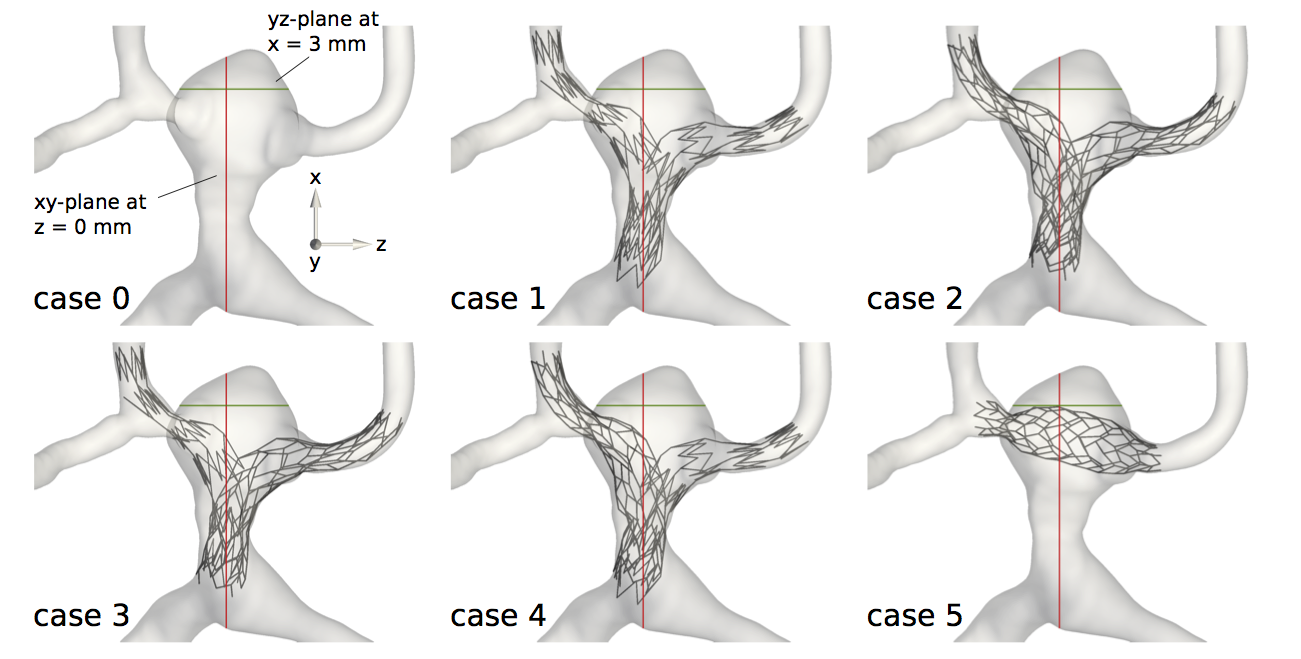 yz-plane at
x = 3 mm
xy-plane at
z = 0 mm
x
z
y
case 0
case 1
case 2
case 3
case 4
case 5